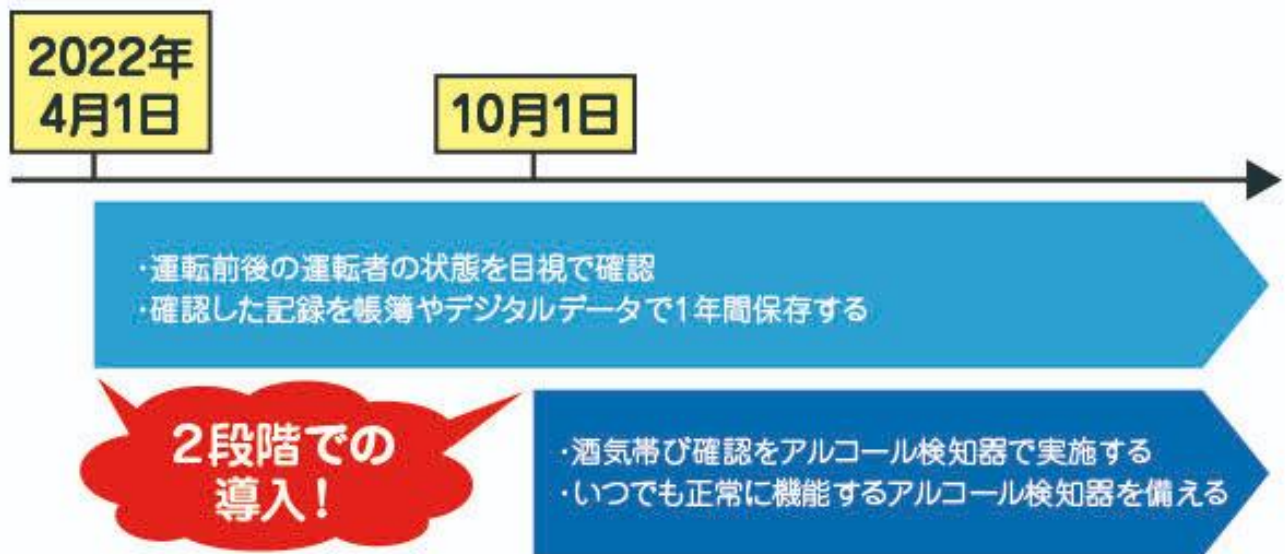 2022年
4月1日
10月1日
・運転前後の運転者の状態を目視で確認
・確認した記録を帳簿やデジタルデータで1年間保存する
2段階での
導入!
・酒気帯び確認をアルコール検知器で実施する
・いつでも正常に機能するアルコール検知器を備える